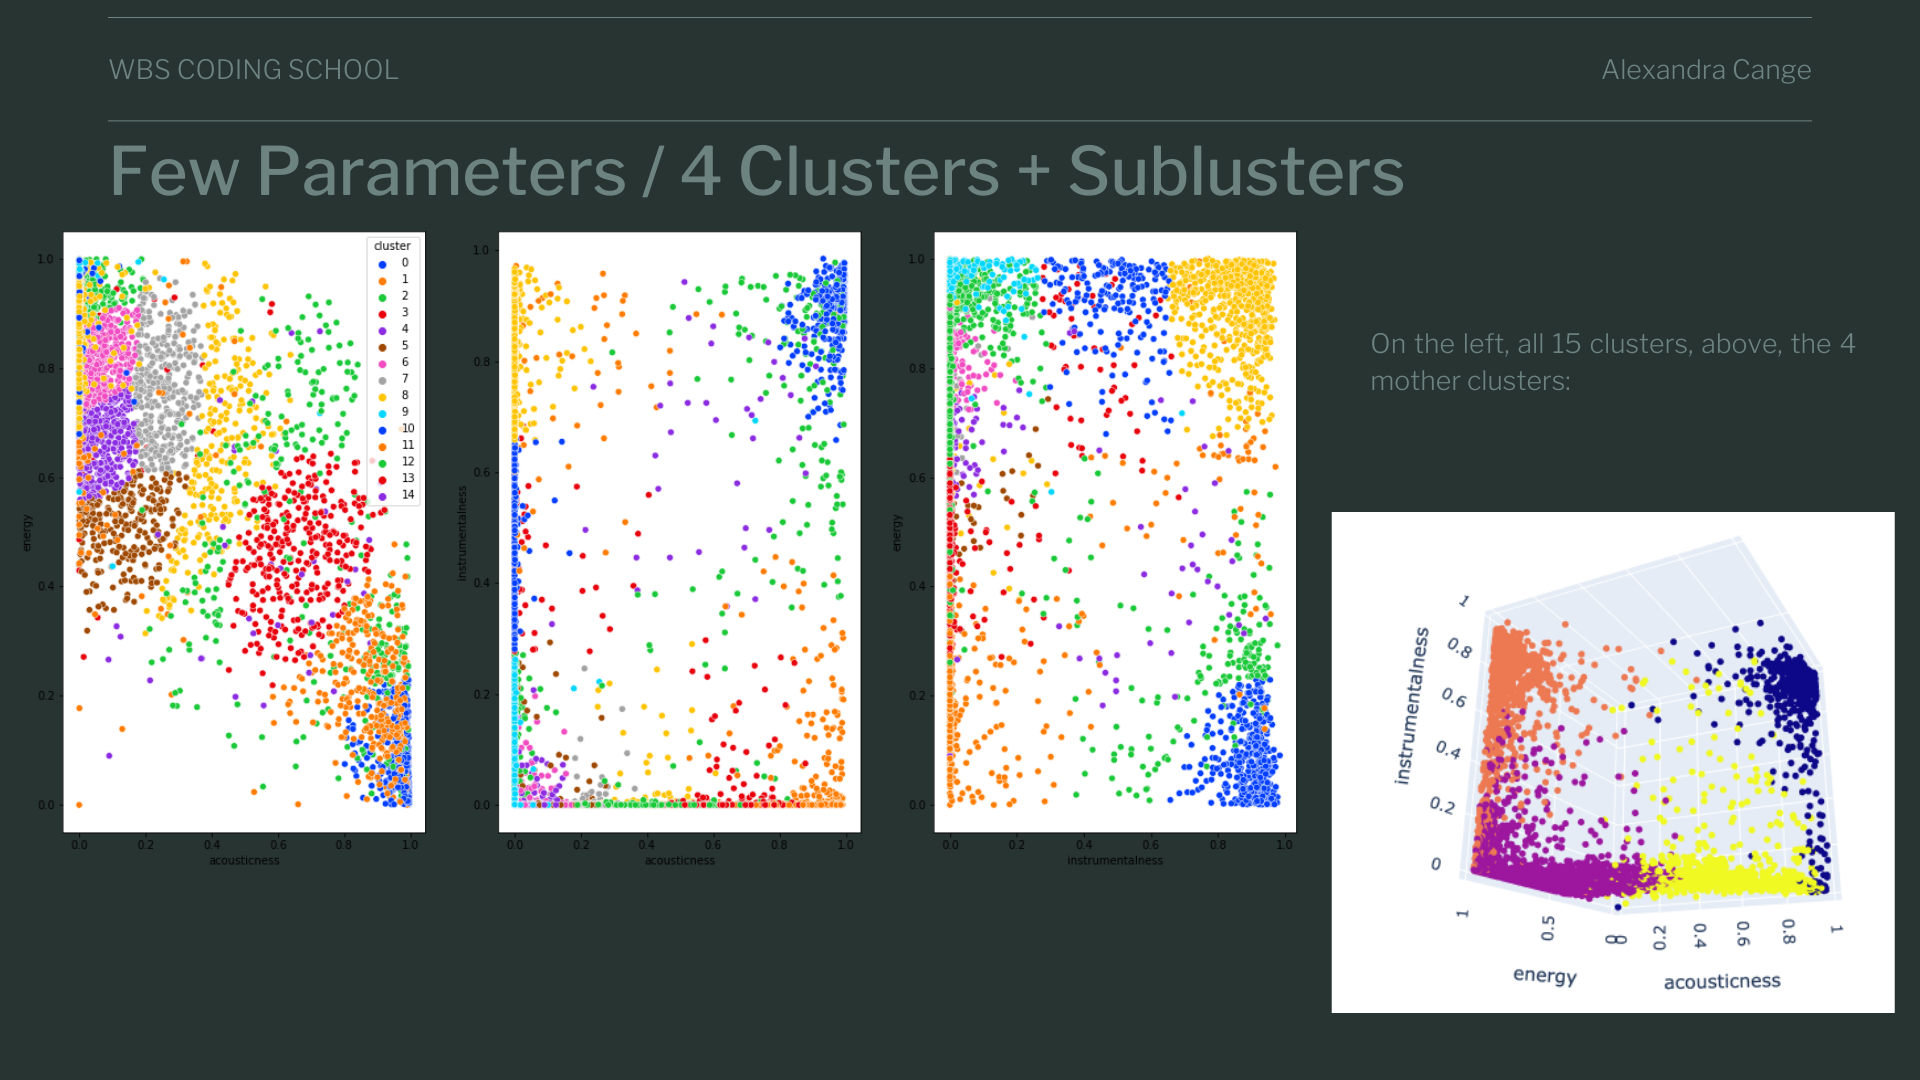 WBS CODING SCHOOL
Alexandra Cange
Few Parameters / 4 Clusters + Sublusters
cluster
0
1
2
3
4
5
6
7
8
9
10
11
12
13
14
1.0
0.8
0.6
0.4
0.2
0.0
energy
0.0 0.2 0.4 0.6 0.8 1.0
acousticness
1.0
0.8
0.6
0.4
0.2
0.0
instrumentalness
0.0 0.2 0.4 0.6 0.8 1.0
acousticness
1.0
0.8
0.6
0.4
0.2
0.0
energy
0.0 0.2 0.4 0.6 0.8 1.0
instrumentalness
On the left, all 15 clusters, above, the 4
mother clusters:
1
0.8
0.6
0.4
0.2
0
instrumentalness
1 0.5 0
energy
0 0.2 0.4 0.6 0.8 1
acousticness